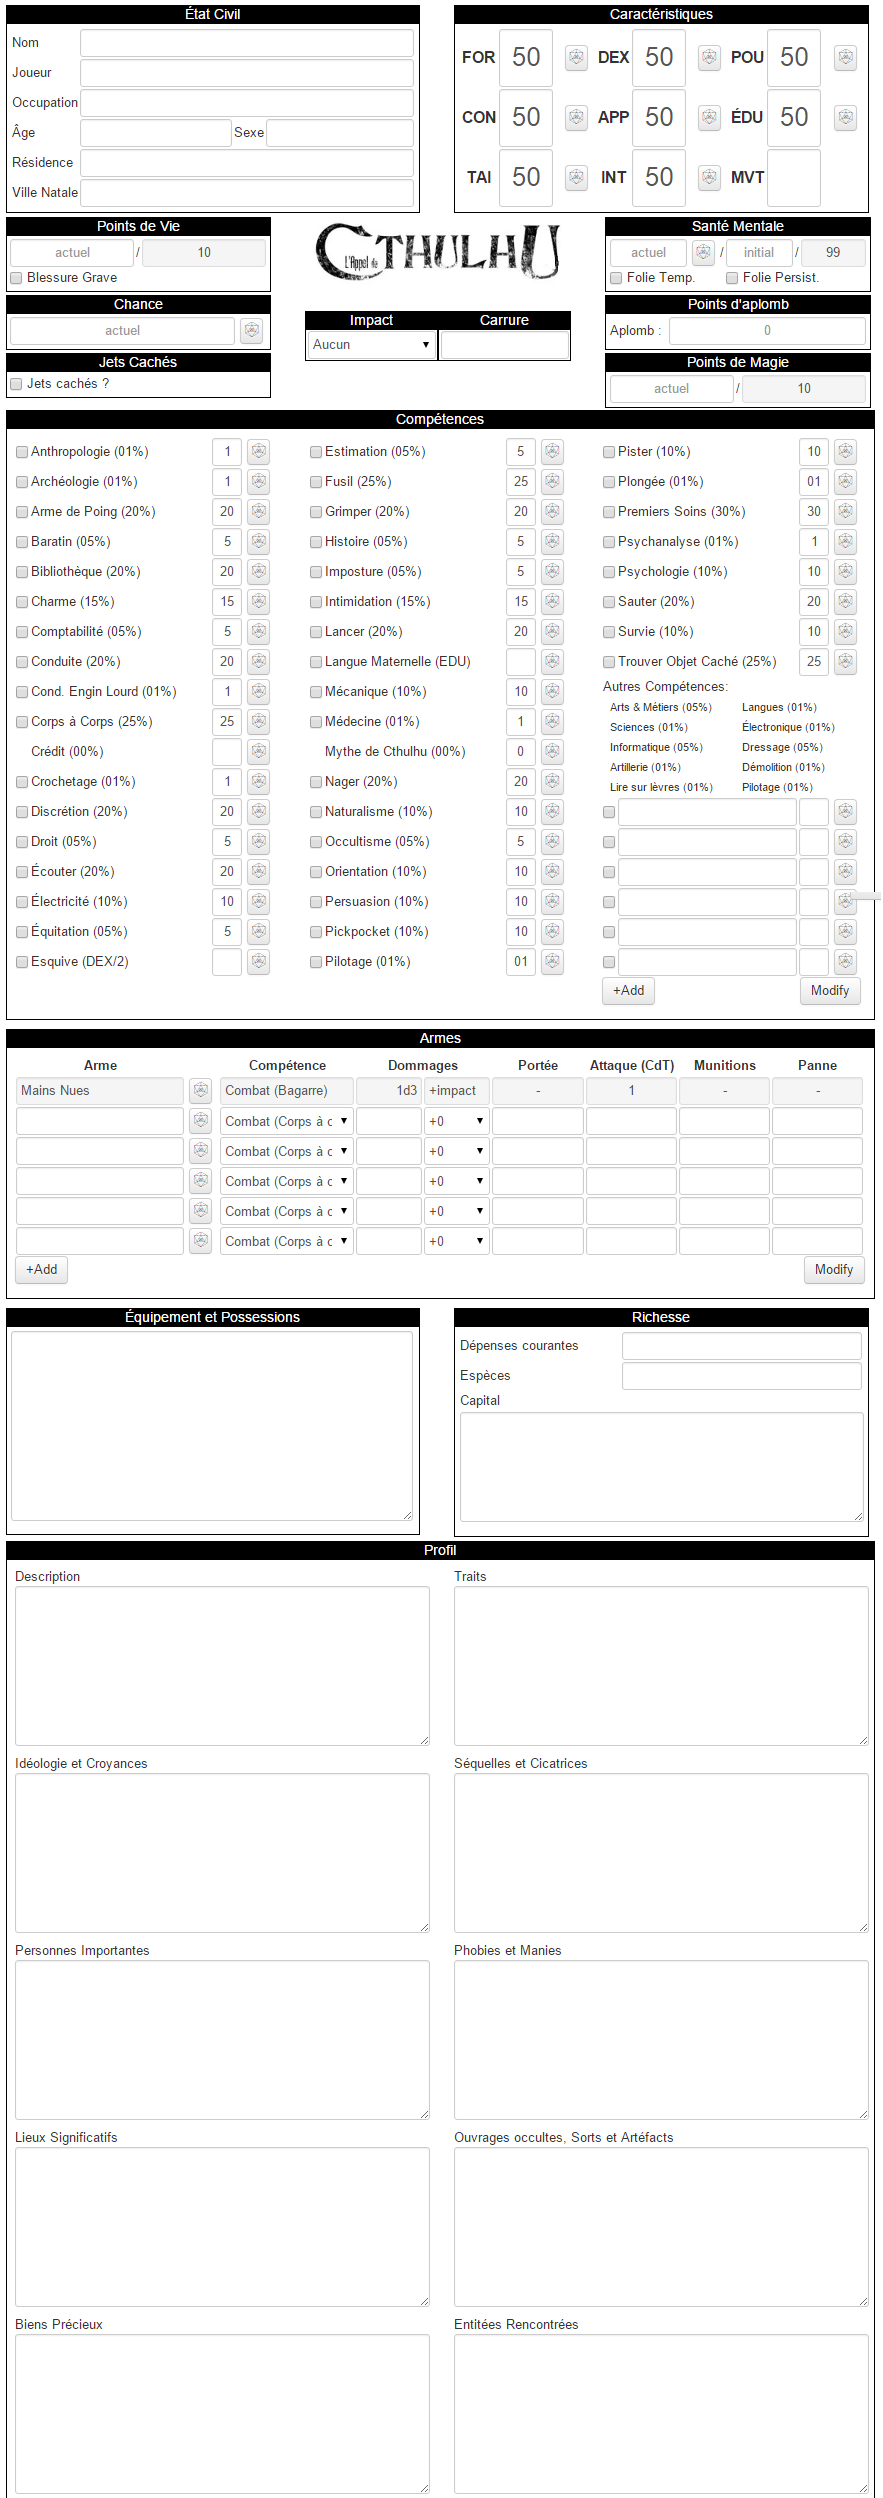 État Civil
Nom
Joueur
Occupation
Âge Sexe
Résidence
Ville Natale
Caractéristiques
FOR 50 DEX 50 POU 50
CON 50 APP 50 ÉDU 50
TAI 50 INT 50 MVT
Points de Vie
actuel / 10
Blessure Grave
Chance
actuel
Jets Cachés
Jets cachés ?
L'Appel de CTHULHU
Impact Carrure
Aucun
Santé Mentale
actuel / initial / 99
Folie Temp. Folie Persist.
Points d'aplomb
Aplomb : 0
Points de Magie
actuel / 10
Compétences
Anthropologie (01%) 1
Archéologie (01%) 1
Arme de Poing (20%) 20
Baratin (05%) 5
Bibliothèque (20%) 20
Charme (15%) 15
Comptabilité (05%) 5
Conduite (20%) 20
Cond. Engin Lourd (01%) 1
Corps à Corps (25%) 25
Crédit (00%)
Crochetage (01%) 1
Discrétion (20%) 20
Droit (05%) 5
Écouter (20%) 20
Électricité (10%) 10
Équitation (05%) 5
Esquive (DEX/2)
Estimation (05%) 5
Fusil (25%) 25
Grimper (20%) 20
Histoire (05%) 5
Imposture (05%) 5
Intimidation (15%) 15
Lancer (20%) 20
Langue Maternelle (EDU)
Mécanique (10%) 10
Médecine (01%) 1
Mythe de Cthulhu (00%) 0
Nager (20%) 20
Naturalisme (10%) 10
Occultisme (05%) 5
Orientation (10%) 10
Persuasion (10%) 10
Pickpocket (10%) 10
Pilotage (01%) 01
Pister (10%) 10
Plongée (01%) 01
Premiers Soins (30%) 30
Psychanalyse (01%) 1
Psychologie (10%) 10
Sauter (20%) 20
Survie (10%) 10
Trouver Objet Caché (25%) 25
Autres Compétences:
Arts & Métiers (05%) Langues (01%)
Sciences (01%) Électronique (01%)
Informatique (05%) Dressage (05%)
Artillerie (01%) Démolition (01%)
Lire sur lèvres (01%) Pilotage (01%)
+Add Modify
Armes
Arme Compétence Dommages Portée Attaque (CdT) Munitions Panne
Mains Nues Combat (Bagarre) 1d3 +impact - 1 - -
Combat (Corps à c +0
Combat (Corps à c +0
Combat (Corps à c +0
Combat (Corps à c +0
Combat (Corps à c +0
+Add Modify
Équipement et Possessions
Richesse
Dépenses courantes
Espèces
Capital
Profil
Description Traits
Idéologie et Croyances Séquelles et Cicatrices
Personnes Importantes Phobies et Manies
Lieux Significatifs Ouvrages occultes, Sorts et Artéfacts
Biens Précieux Entitées Rencontrées